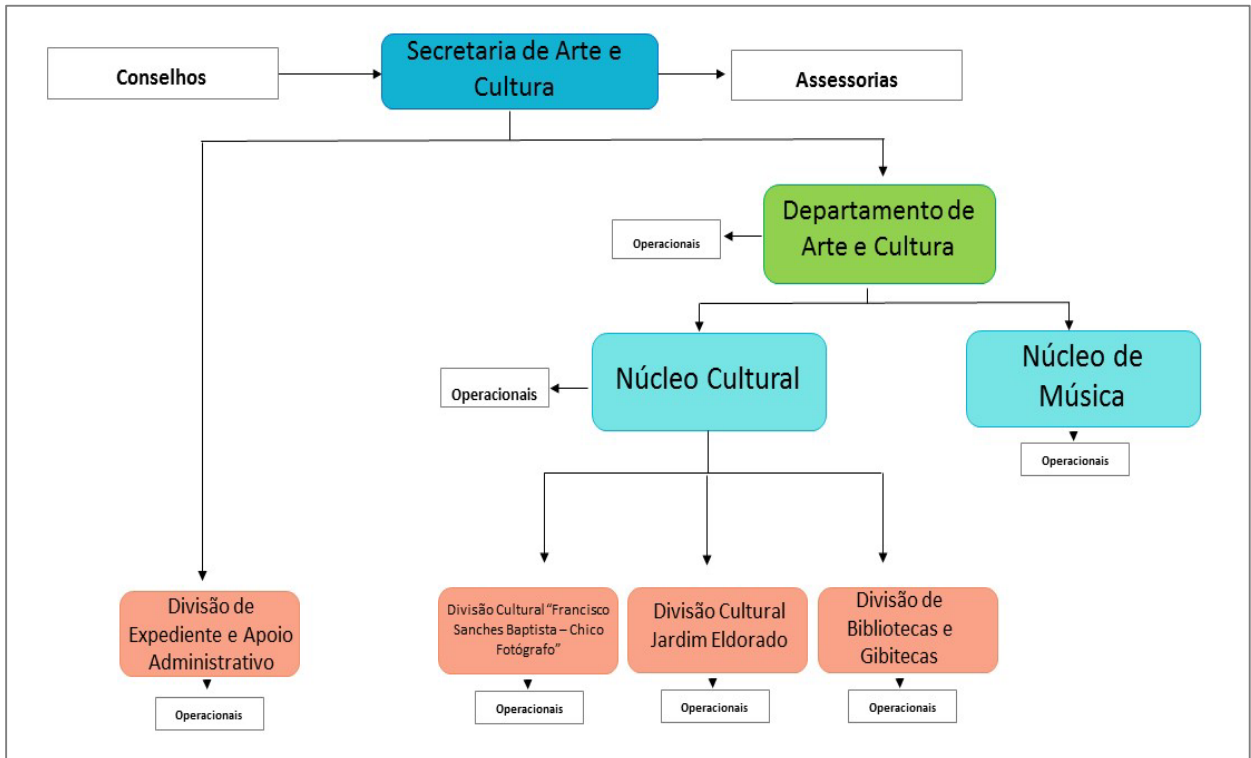 Secretaria de Arte e
Cultura
Conselhos
Assessorias
Departamento de
Arte e Cultura
Operacionais
Núcleo Cultural
Operacionais
Núcleo de
Música
Operacionais
Divisão de
Expediente e Apoio
Administrativo
Operacionais
Divisão Cultural “Francisco
Sanches Baptista – Chico
Fotógrafo”
Operacionais
Divisão Cultural
Jardim Eldorado
Operacionais
Divisão de
Bibliotecas e
Gibitecas
Operacionais